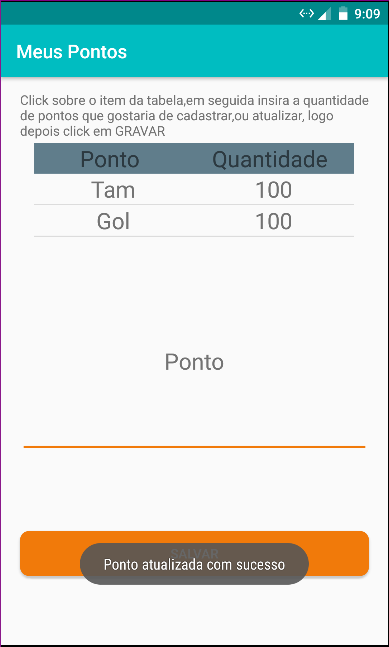 9:09
Meus Pontos
Click sobre o item da tabela,em seguida insira a quantidade
de pontos que gostaria de cadastrar,ou atualizar, logo
depois click em GRAVAR
Ponto Quantidade
Tam 100
Gol 100
Ponto
SALVAR
Ponto atualizada com sucesso